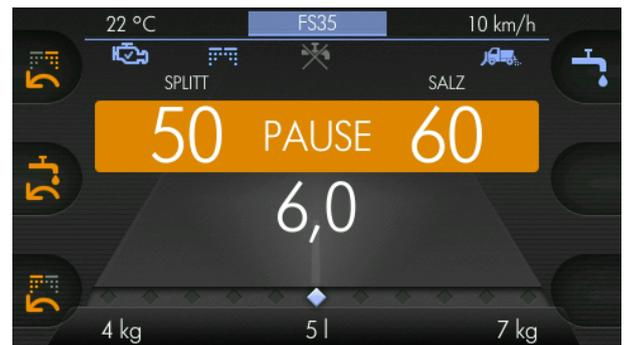 22 °C FS35 10 km/h
SPLITT SALZ
50 PAUSE 60
6,0
4 kg 5 l 7 kg